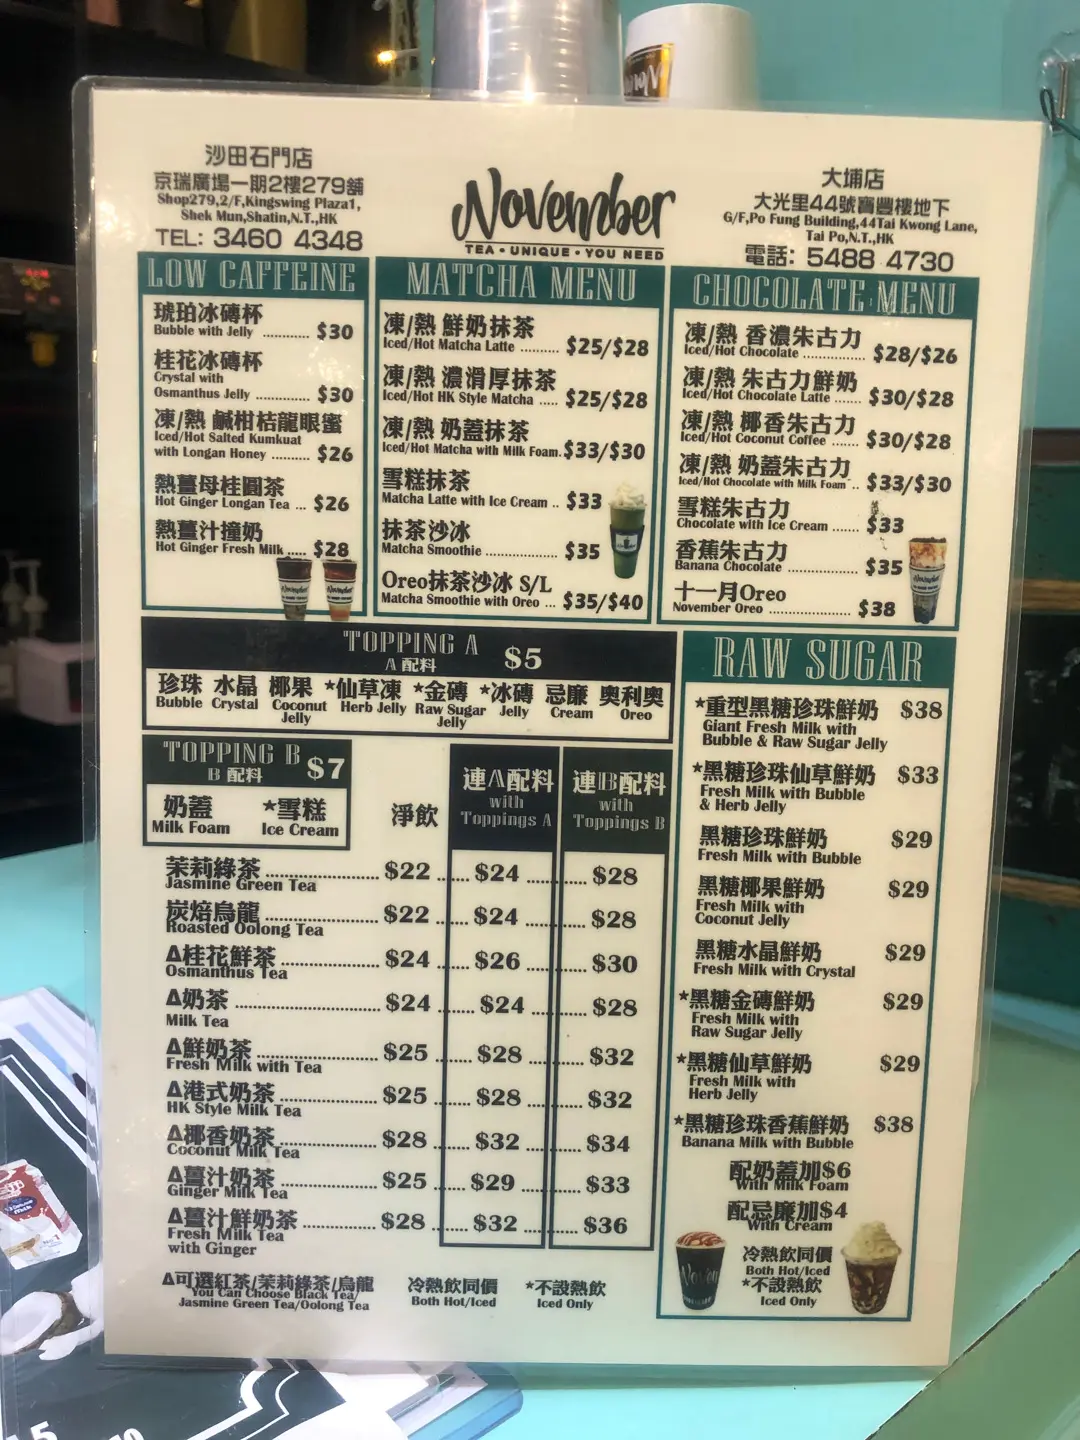 沙田石門店
京瑞廣場一期2樓279舖
Shop279,2/F,Kingswing Plaza1,
Shek Mun,Shatin,N.T.,HK
TEL: 3460 4348
November
TEA • UNIQUE • YOU NEED
大埔店
大光里44號寶豐樓地下
G/F,Po Fung Building,44Tai Kwong Lane,
Tai Po,N.T.,HK
電話: 5488 4730
LOW CAFFEINE
琥珀冰磚杯
Bubble with Jelly .......... $30
桂花冰磚杯
Crystal with
Osmanthus Jelly ............ $30
凍/熱 鹹柑桔龍眼蜜
Iced/Hot Salted Kumkuat
with Longan Honey ......... $26
熱薑母桂圓茶
Hot Ginger Longan Tea ... $26
熱薑汁撞奶
Hot Ginger Fresh Milk .... $28
MATCHA MENU
凍/熱 鮮奶抹茶
Iced/Hot Matcha Latte ......... $25/$28
凍/熱 濃滑厚抹茶
Iced/Hot HK Style Matcha .... $25/$28
凍/熱 奶蓋抹茶
Iced/Hot Matcha with Milk Foam. $33/$30
雪糕抹茶
Matcha Latte with Ice Cream .... $33
抹茶沙冰
Matcha Smoothie .................. $35
Oreo抹茶沙冰 S/L
Matcha Smoothie with Oreo ... $35/$40
CHOCOLATE MENU
凍/熱 香濃朱古力
Iced/Hot Chocolate ................ $28/$26
凍/熱 朱古力鮮奶
Iced/Hot Chocolate Latte ....... $30/$28
凍/熱 椰香朱古力
Iced/Hot Coconut Coffee ....... $30/$28
凍/熱 奶蓋朱古力
Iced/Hot Chocolate with Milk Foam .. $33/$30
雪糕朱古力
Chocolate with Ice Cream ....... $33
香蕉朱古力
Banana Chocolate .................. $35
十一月Oreo
November Oreo ..................... $38
TOPPING A
A 配料 $5
珍珠 水晶 椰果 *仙草凍 *金磚 *冰磚 忌廉 奧利奧
Bubble Crystal Coconut Jelly Herb Jelly Raw Sugar Jelly Jelly Cream Oreo
TOPPING B
B 配料 $7
奶蓋 *雪糕
Milk Foam Ice Cream
淨飲
連A配料
with
Toppings A
連B配料
with
Toppings B
茉莉綠茶 ...................... $22 ...... $24 .......... $28
Jasmine Green Tea
炭焙烏龍 ...................... $22 ...... $24 .......... $28
Roasted Oolong Tea
Δ桂花鮮茶 .................... $24 ...... $26 .......... $30
Osmanthus Tea
Δ奶茶 .......................... $24 ...... $24 .......... $28
Milk Tea
Δ鮮奶茶 ....................... $25 ...... $28 .......... $32
Fresh Milk with Tea
Δ港式奶茶 .................... $25 ...... $28 .......... $32
HK Style Milk Tea
Δ椰香奶茶 .................... $28 ...... $32 .......... $34
Coconut Milk Tea
Δ薑汁奶茶 .................... $25 ...... $29 .......... $33
Ginger Milk Tea
Δ薑汁鮮奶茶 ................. $28 ...... $32 .......... $36
Fresh Milk Tea
with Ginger
Δ可選紅茶/茉莉綠茶/烏龍
You Can Choose Black Tea/
Jasmine Green Tea/Oolong Tea
冷熱飲同價
Both Hot/Iced
*不設熱飲
Iced Only
RAW SUGAR
*重型黑糖珍珠鮮奶 $38
Giant Fresh Milk with
Bubble & Raw Sugar Jelly
*黑糖珍珠仙草鮮奶 $33
Fresh Milk with Bubble
& Herb Jelly
黑糖珍珠鮮奶 $29
Fresh Milk with Bubble
黑糖椰果鮮奶 $29
Fresh Milk with
Coconut Jelly
黑糖水晶鮮奶 $29
Fresh Milk with Crystal
*黑糖金磚鮮奶 $29
Fresh Milk with
Raw Sugar Jelly
*黑糖仙草鮮奶 $29
Fresh Milk with
Herb Jelly
*黑糖珍珠香蕉鮮奶 $38
Banana Milk with Bubble
配奶蓋加$6
With Milk Foam
配忌廉加$4
With Cream
冷熱飲同價
Both Hot/Iced
*不設熱飲
Iced Only